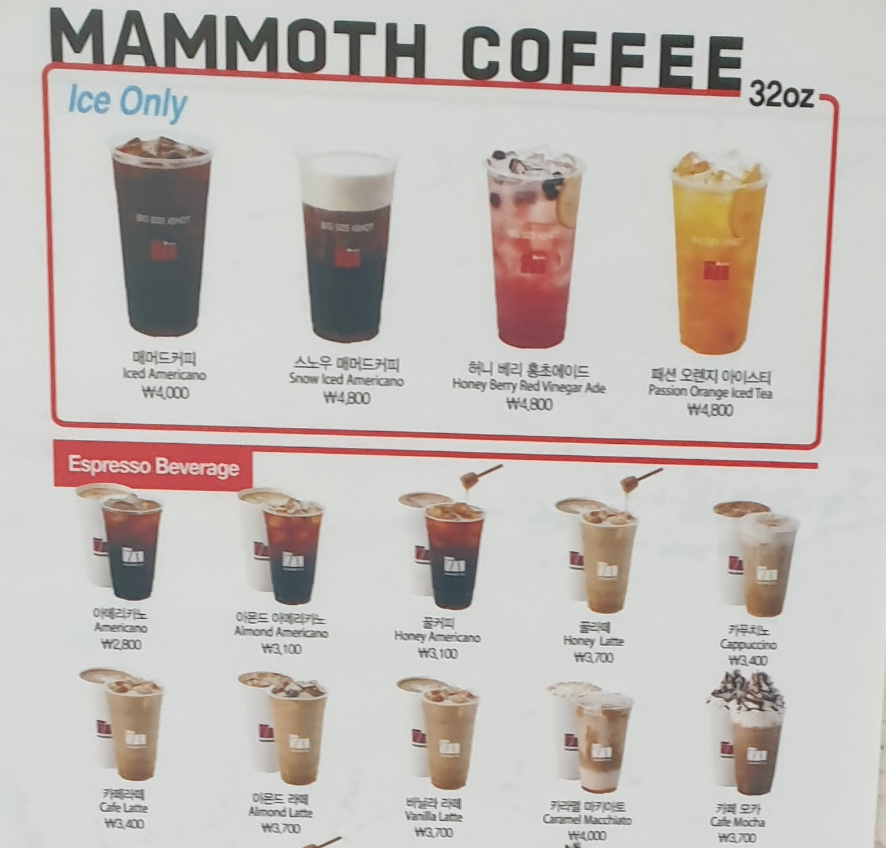 MAMMOTH COFFEE
32oz
Ice Only
BIG SIZE 4SHOT
BIG SIZE 4SHOT
매머드커피
Iced Americano
₩4,000
스노우 매머드커피
Snow Iced Americano
₩4,800
허니 베리 홍초에이드
Honey Berry Red Vinegar Ade
₩4,800
패션 오렌지 아이스티
Passion Orange Iced Tea
₩4,800
Espresso Beverage
아메리카노
Americano
₩2,800
아몬드 아메리카노
Almond Americano
₩3,100
꿀커피
Honey Americano
₩3,100
꿀라떼
Honey Latte
₩3,700
카푸치노
Cappuccino
₩3,400
카페라떼
Cafe Latte
₩3,400
아몬드 라떼
Almond Latte
₩3,700
바닐라 라떼
Vanilla Latte
₩3,700
카라멜 마키아토
Caramel Macchiato
₩4,000
카페 모카
Cafe Mocha
₩3,700